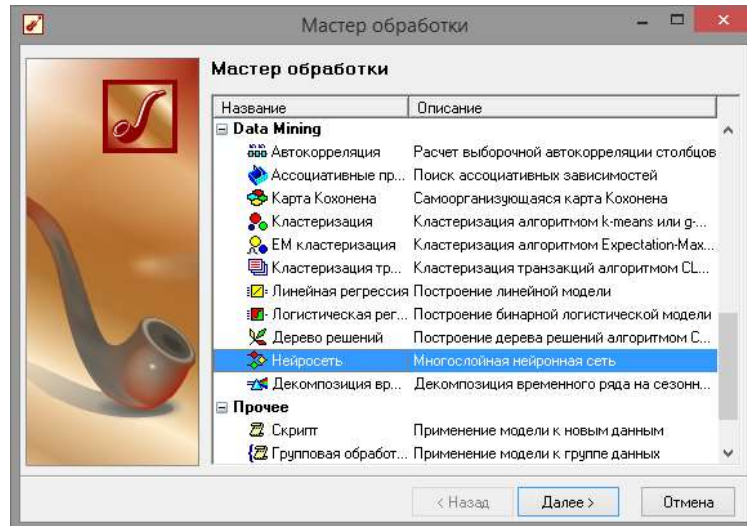 Мастер обработки
Мастер обработки
Название Описание
Data Mining
Автокорреляция Расчет выборочной автокорреляции столбцов
Ассоциативные пр... Поиск ассоциативных зависимостей
Карта Кохонена Самоорганизующаяся карта Кохонена
Кластеризация Кластеризация алгоритмом k-means или g-...
EM кластеризация Кластеризация алгоритмом Expectation-Max...
Кластеризация тр... Кластеризация транзакций алгоритмом CL...
Линейная регрессия Построение линейной модели
Логистическая рег... Построение бинарной логистической модели
Дерево решений Построение дерева решений алгоритмом C...
Нейросеть Многослойная нейронная сеть
Декомпозиция вр... Декомпозиция временного ряда на сезонн...
Прочее
Скрипт Применение модели к новым данным
Групповая обработ... Применение модели к группе данных
< Назад Далее > Отмена